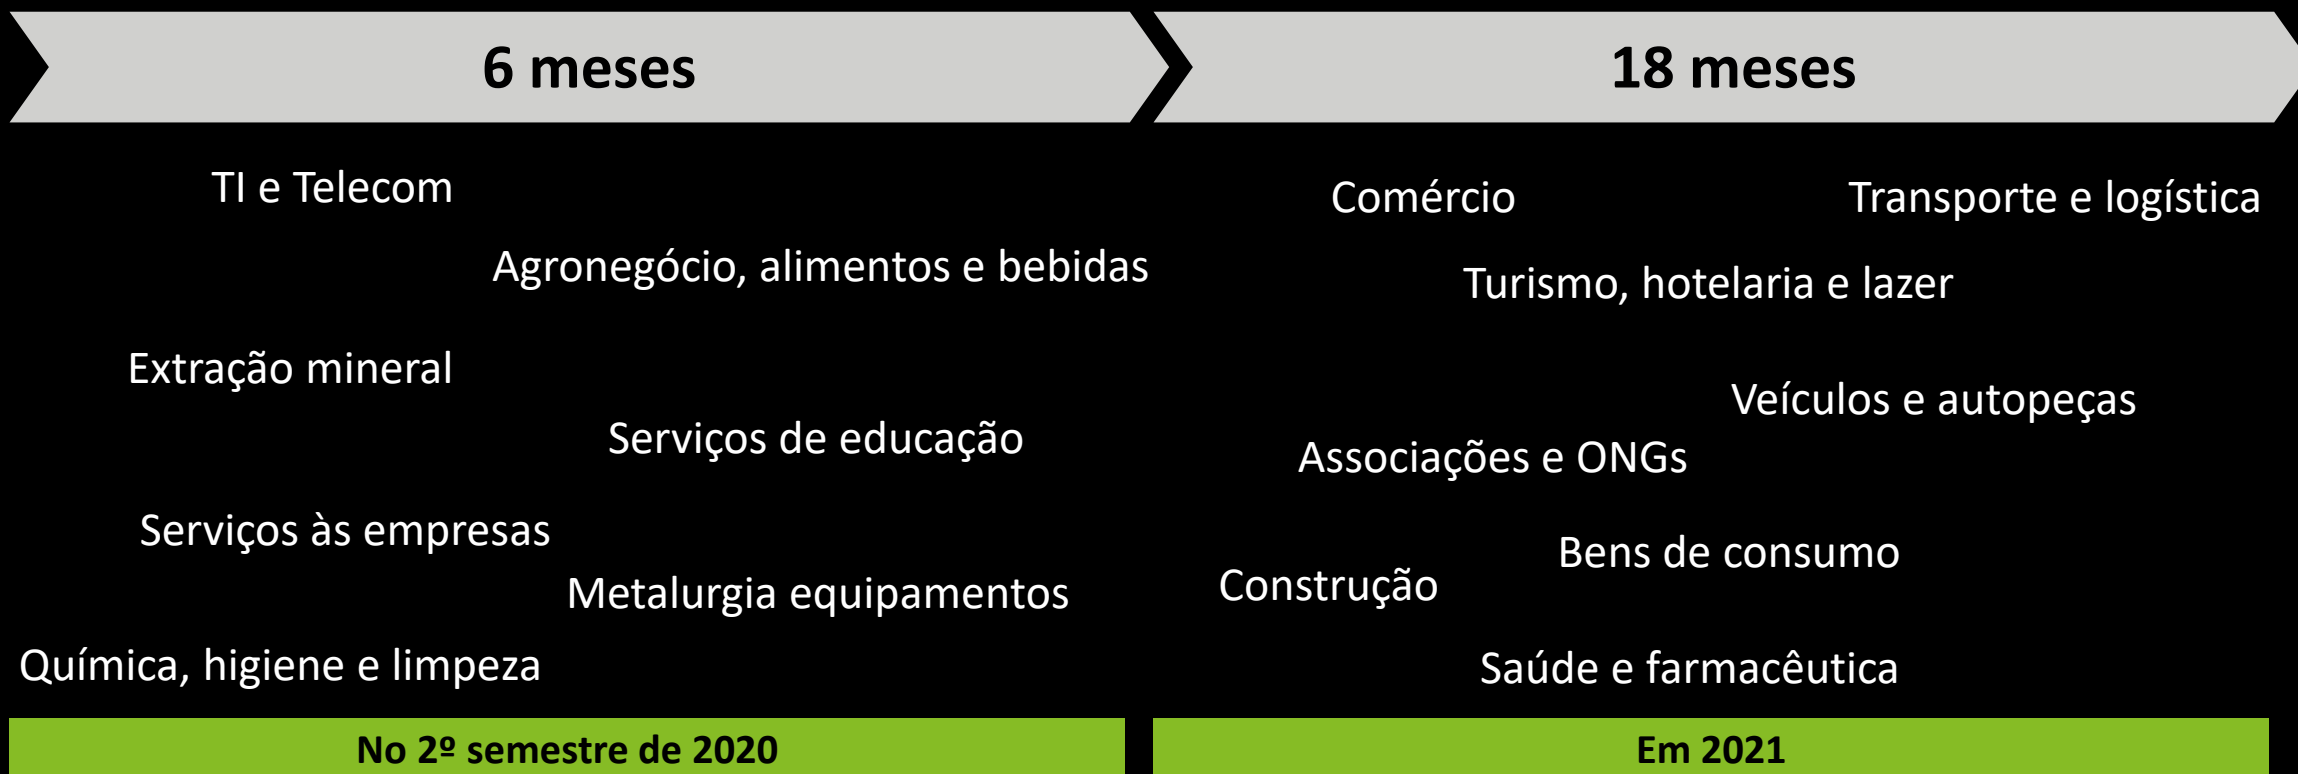 6 meses
TI e Telecom
Agronegócio, alimentos e bebidas
Extração mineral
Serviços de educação
Serviços às empresas
Metalurgia equipamentos
Química, higiene e limpeza
No 2º semestre de 2020
18 meses
Comércio
Transporte e logística
Turismo, hotelaria e lazer
Veículos e autopeças
Associações e ONGs
Bens de consumo
Construção
Saúde e farmacêutica
Em 2021